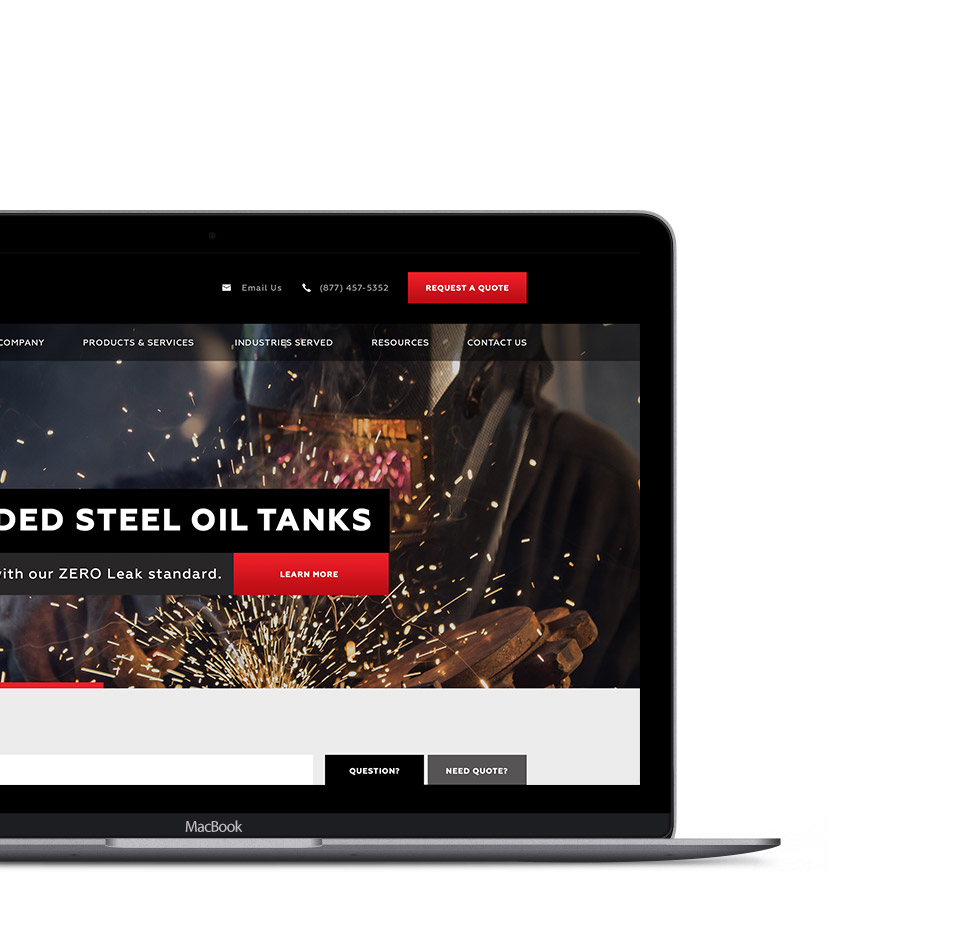 Email Us (877) 457-5352 REQUEST A QUOTE
COMPANY PRODUCTS & SERVICES INDUSTRIES SERVED RESOURCES CONTACT US
DED STEEL OIL TANKS
with our ZERO Leak standard. LEARN MORE
QUESTION? NEED QUOTE?
MacBook